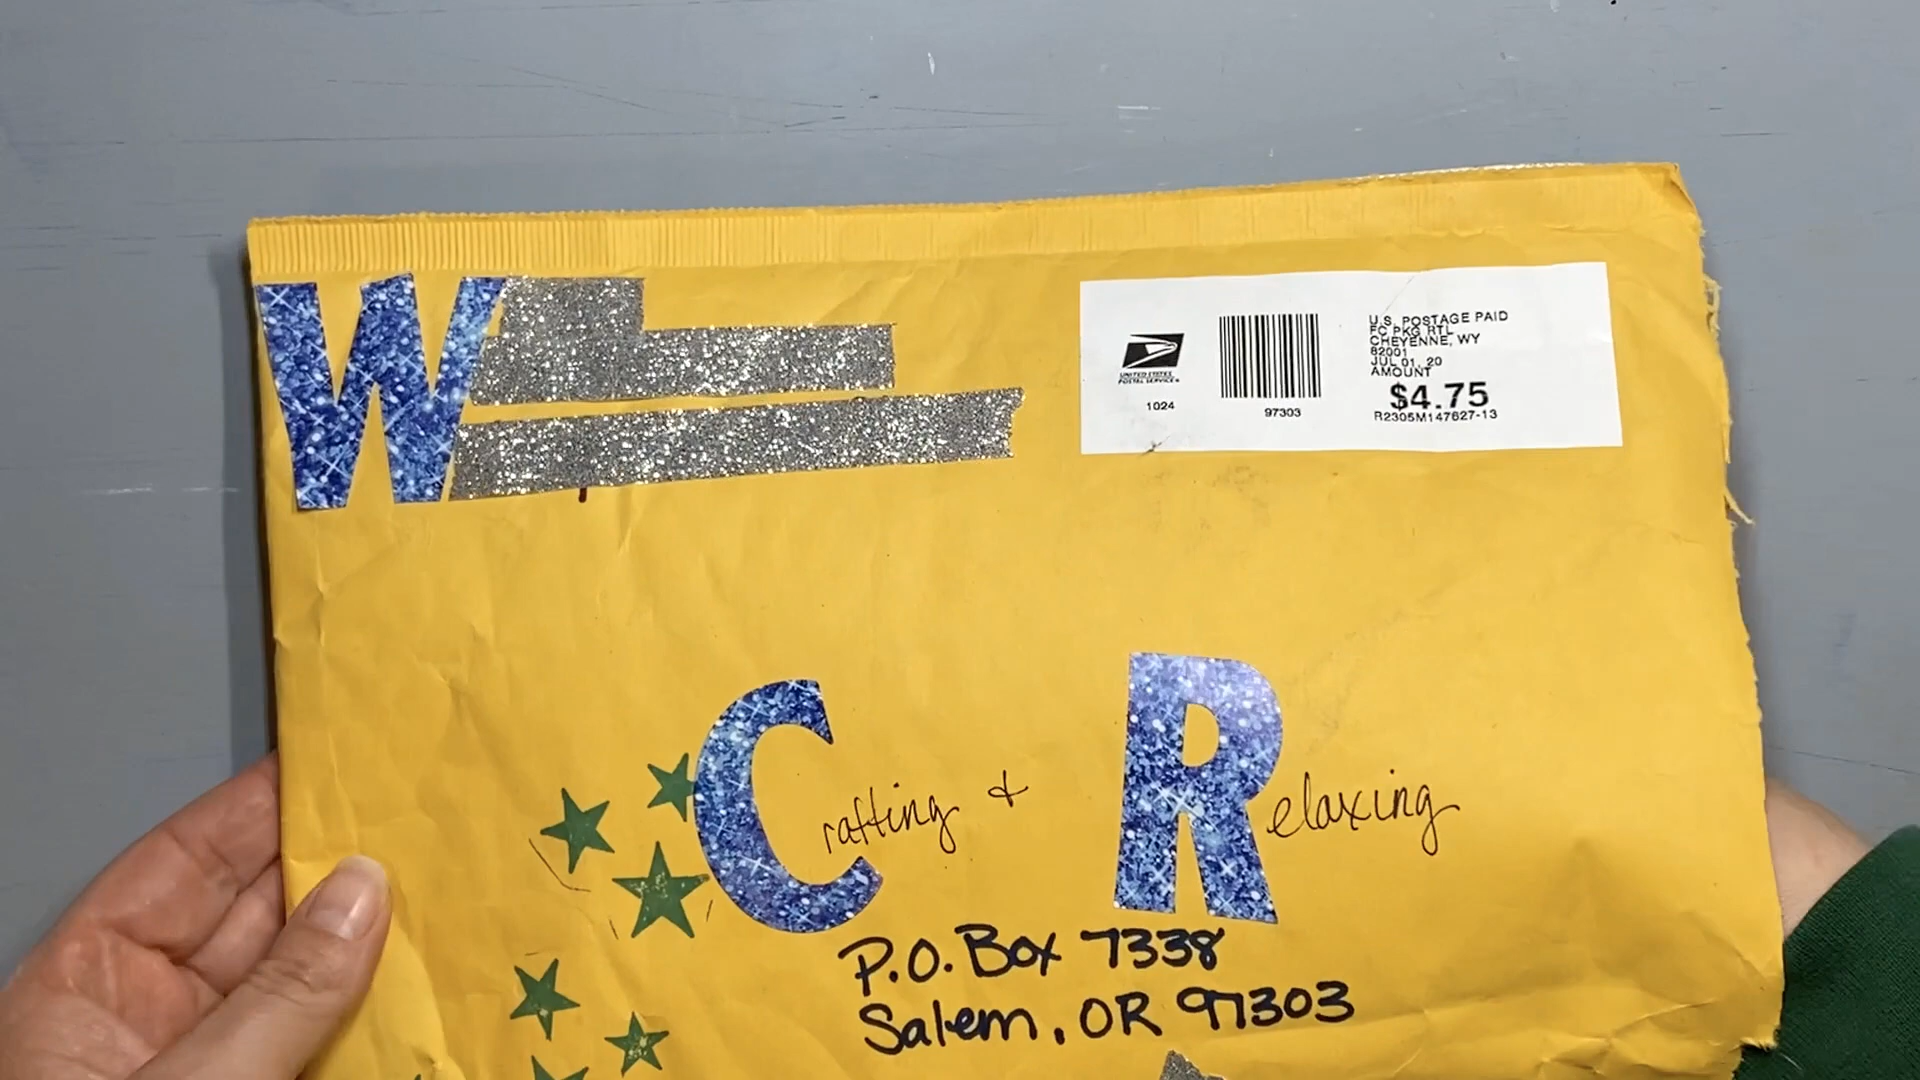 W
U.S. POSTAGE PAID
FC PKG RTL
CHEYENNE, WY
82001
JUL 01, 20
AMOUNT
$4.75
R2305M147627-13
UNITED STATES
POSTAL SERVICE®
1024
97303
Crafting & Relaxing
P.O. Box 7338
Salem, OR 97303